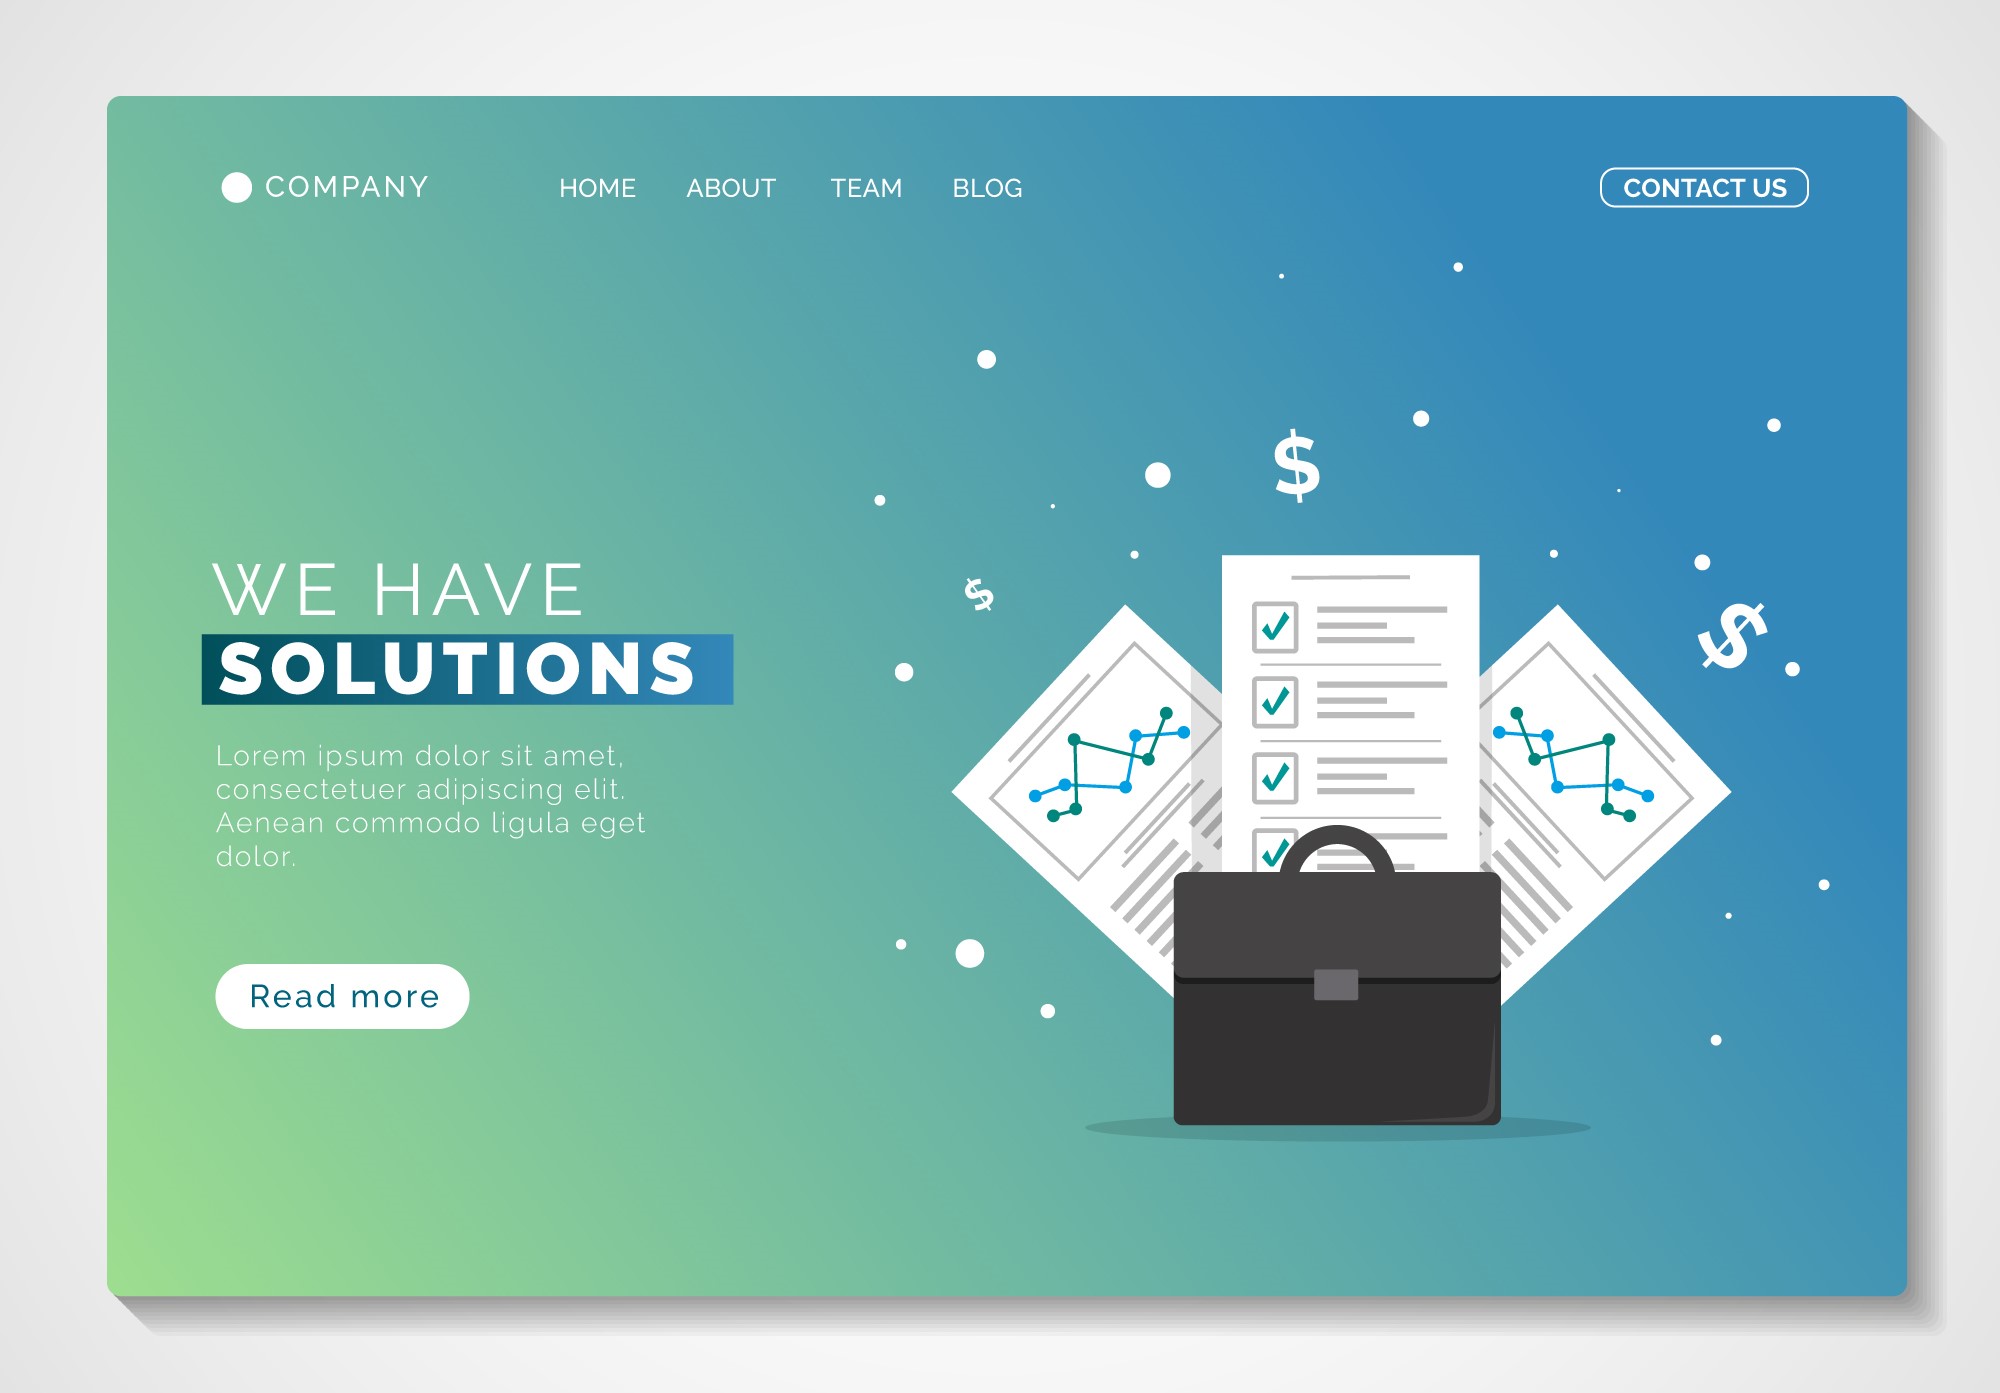 COMPANY HOME ABOUT TEAM BLOG CONTACT US
$
$
$
WE HAVE
SOLUTIONS
Lorem ipsum dolor sit amet,
consectetuer adipiscing elit.
Aenean commodo ligula eget
dolor.
Read more